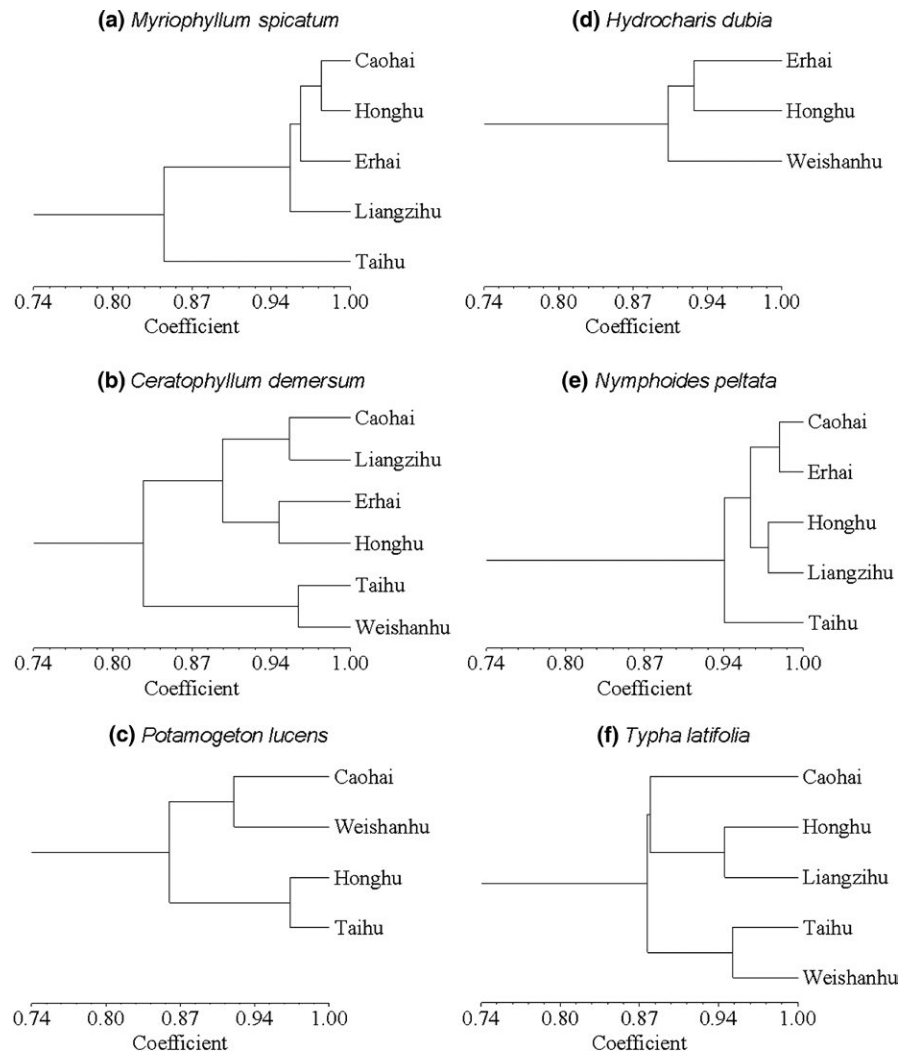 (a) Myriophyllum spicatum
Caohai
Honghu
Erhai
Liangzihu
Taihu
0.74 0.80 0.87 0.94 1.00
Coefficient
(b) Ceratophyllum demersum
Caohai
Liangzihu
Erhai
Honghu
Taihu
Weishanhu
0.74 0.80 0.87 0.94 1.00
Coefficient
(c) Potamogeton lucens
Caohai
Weishanhu
Honghu
Taihu
0.74 0.80 0.87 0.94 1.00
Coefficient
(d) Hydrocharis dubia
Erhai
Honghu
Weishanhu
0.74 0.80 0.87 0.94 1.00
Coefficient
(e) Nymphoides peltata
Caohai
Erhai
Honghu
Liangzihu
Taihu
0.74 0.80 0.87 0.94 1.00
Coefficient
(f) Typha latifolia
Caohai
Honghu
Liangzihu
Taihu
Weishanhu
0.74 0.80 0.87 0.94 1.00
Coefficient